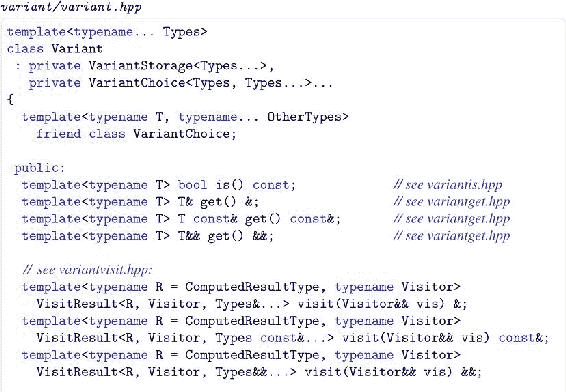 variant/variant.hpp
template<typename... Types>
class Variant
: private VariantStorage<Types...>,
private VariantChoice<Types, Types...>...
{
template<typename T, typename... OtherTypes>
friend class VariantChoice;
public:
template<typename T> bool is() const; // see variantis.hpp
template<typename T> T& get() &; // see variantget.hpp
template<typename T> T const& get() const&; // see variantget.hpp
template<typename T> T&& get() &&; // see variantget.hpp
// see variantvisit.hpp:
template<typename R = ComputedResultType, typename Visitor>
VisitResult<R, Visitor, Types&...> visit(Visitor&& vis) &;
template<typename R = ComputedResultType, typename Visitor>
VisitResult<R, Visitor, Types const&...> visit(Visitor&& vis) const&;
template<typename R = ComputedResultType, typename Visitor>
VisitResult<R, Visitor, Types&&...> visit(Visitor&& vis) &&;